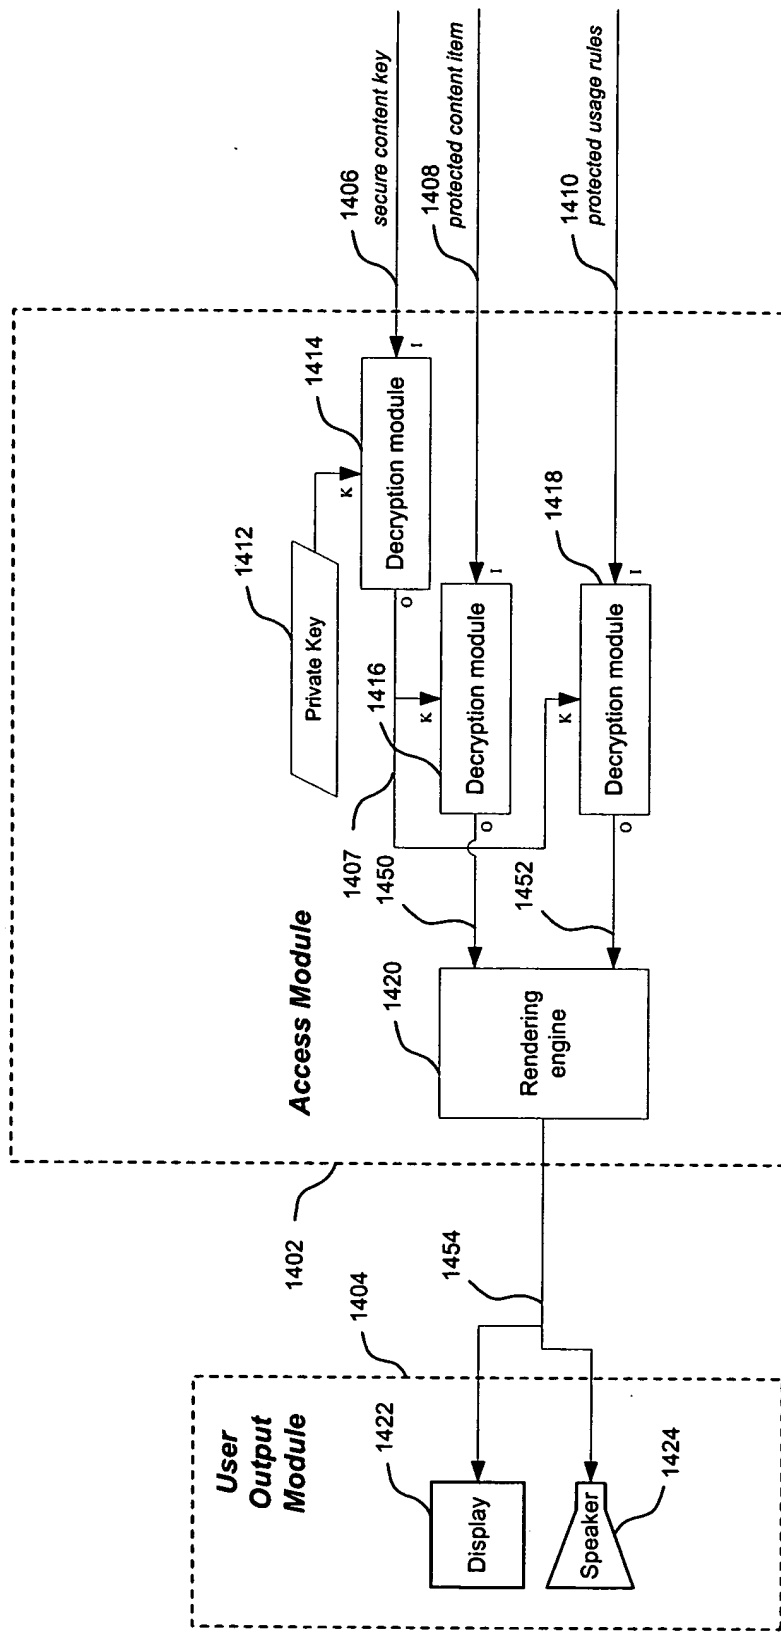 User
Output
Module
1404
1422
Display
Speaker
1424
1454
1402
Access Module
1420
Rendering
engine
1450
1452
1407
1416
O
Decryption module
K
I
O
Decryption module
K
I
1418
1412
Private Key
K
O
Decryption module
I
1414
1406
secure content key
1408
protected content item
1410
protected usage rules